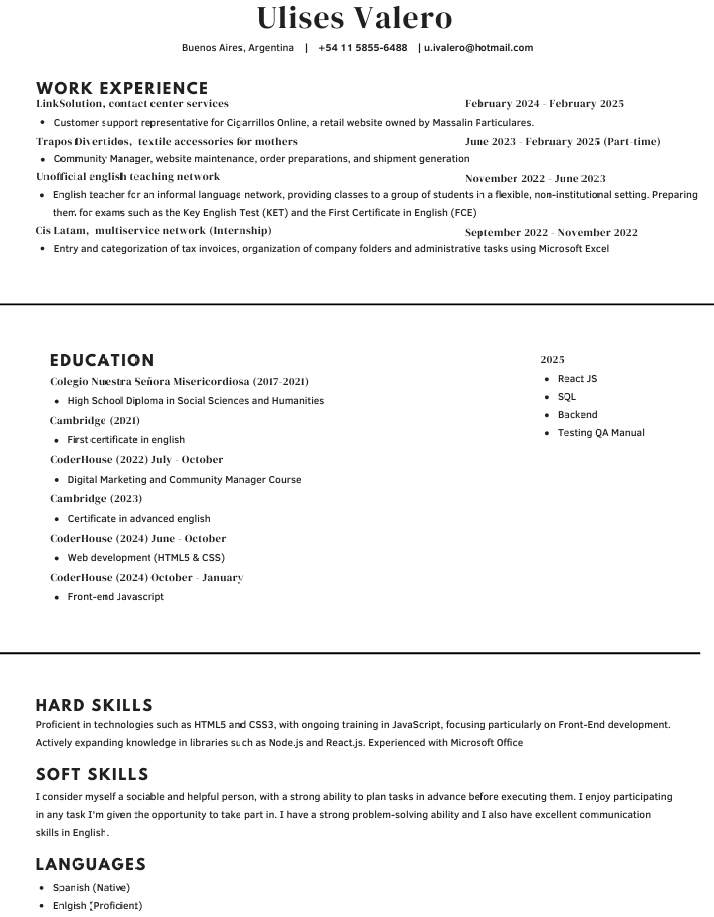 Ulises Valero
Buenos Aires, Argentina | +54 11 5855-6488 | u.ivalero@hotmail.com
WORK EXPERIENCE
LinkSolution, contact center services February 2024 - February 2025
• Customer support representative for Cigarrillos Online, a retail website owned by Massalin Particulares.
Trapos Divertidos, textile accessories for mothers June 2023 - February 2025 (Part-time)
• Community Manager, website maintenance, order preparations, and shipment generation
Unofficial english teaching network November 2022 - June 2023
• English teacher for an informal language network, providing classes to a group of students in a flexible, non-institutional setting. Preparing
them for exams such as the Key English Test (KET) and the First Certificate in English (FCE)
Cis Latam, multiservice network (Internship) September 2022 - November 2022
• Entry and categorization of tax invoices, organization of company folders and administrative tasks using Microsoft Excel
EDUCATION
Colegio Nuestra Señora Misericordiosa (2017-2021)
• High School Diploma in Social Sciences and Humanities
Cambridge (2021)
• First certificate in english
CoderHouse (2022) July - October
• Digital Marketing and Community Manager Course
Cambridge (2023)
• Certificate in advanced english
CoderHouse (2024) June - October
• Web development (HTML5 & CSS)
CoderHouse (2024) October - January
• Front-end Javascript
2025
• React JS
• SQL
• Backend
• Testing QA Manual
HARD SKILLS
Proficient in technologies such as HTML5 and CSS3, with ongoing training in JavaScript, focusing particularly on Front-End development.
Actively expanding knowledge in libraries such as Node.js and React.js. Experienced with Microsoft Office
SOFT SKILLS
I consider myself a sociable and helpful person, with a strong ability to plan tasks in advance before executing them. I enjoy participating
in any task I'm given the opportunity to take part in. I have a strong problem-solving ability and I also have excellent communication
skills in English.
LANGUAGES
• Spanish (Native)
• Enlgish (Proficient)